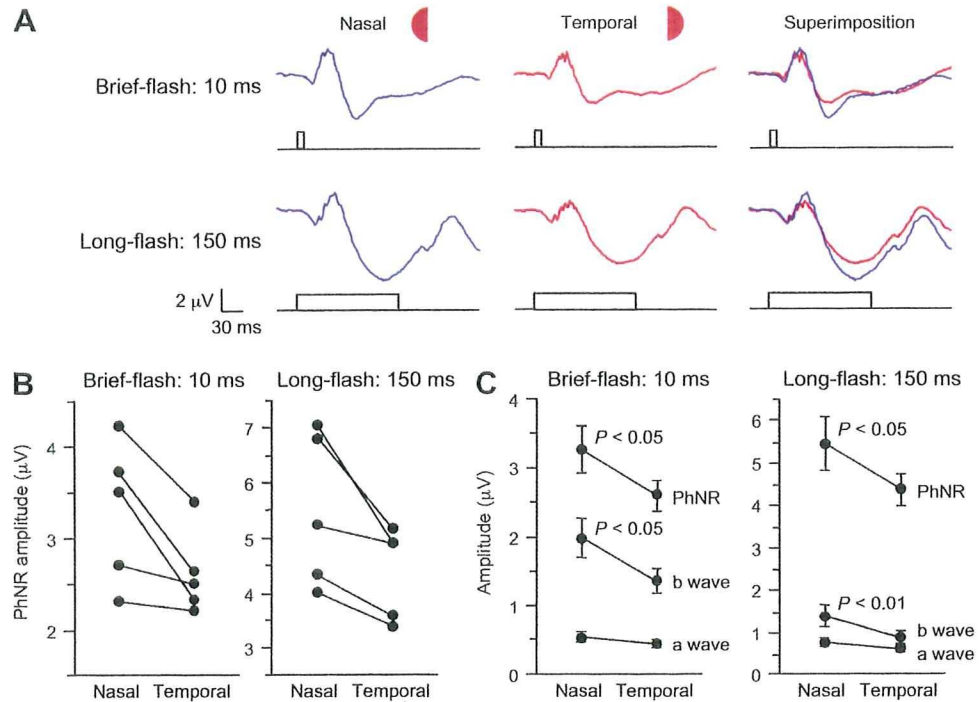 A
Nasal
Temporal
Superimposition
Brief-flash: 10 ms
Long-flash: 150 ms
2 μV
30 ms
B
Brief-flash: 10 ms
Long-flash: 150 ms
PhNR amplitude (μV)
4
3
2
7
6
5
4
3
Nasal Temporal
Nasal Temporal
C
Brief-flash: 10 ms
Long-flash: 150 ms
Amplitude (μV)
4
3
2
1
0
P < 0.05
PhNR
P < 0.05
b wave
a wave
6
5
4
3
2
1
0
P < 0.05
PhNR
P < 0.01
b wave
a wave
Nasal Temporal
Nasal Temporal